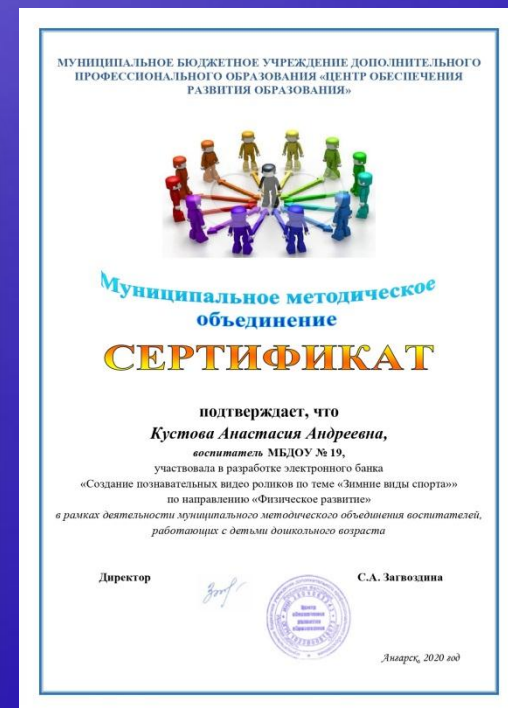 МУНИЦИПАЛЬНОЕ БЮДЖЕТНОЕ УЧРЕЖДЕНИЕ ДОПОЛНИТЕЛЬНОГО
ПРОФЕССИОНАЛЬНОГО ОБРАЗОВАНИЯ «ЦЕНТР ОБЕСПЕЧЕНИЯ
РАЗВИТИЯ ОБРАЗОВАНИЯ»
Муниципальное методическое
объединение
СЕРТИФИКАТ
подтверждает, что
Кустова Анастасия Андреевна,
воспитатель МБДОУ № 19,
участвовала в разработке электронного банка
«Создание познавательных видео роликов по теме «Зимние виды спорта»»
по направлению «Физическое развитие»
в рамках деятельности муниципального методического объединения воспитателей,
работающих с детьми дошкольного возраста
Директор
С.А. Загвоздина
Ангарск, 2020 год